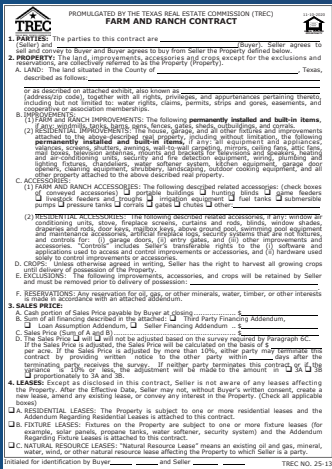 TREC
PROMULGATED BY THE TEXAS REAL ESTATE COMMISSION (TREC)
FARM AND RANCH CONTRACT
1. PARTIES: The parties to this contract are
(Seller) and (Buyer). Seller agrees to
sell and convey to Buyer and Buyer agrees to buy from Seller the Property defined below.
2. PROPERTY: The land, improvements, accessories and crops except for the exclusions and
reservations, are collectively referred to as the Property (Property).
A. LAND: The land situated in the County of , Texas,
described as follows:
or as described on attached exhibit, also known as
(address/zip code), together with all rights, privileges, and appurtenances pertaining thereto,
including but not limited to: water rights, claims, permits, strips and gores, easements, and
cooperative or association memberships.
B. IMPROVEMENTS:
(1) FARM and RANCH IMPROVEMENTS: The following permanently installed and built-in items,
if any: windmills, tanks, barns, pens, fences, gates, sheds, outbuildings, and corrals.
(2) RESIDENTIAL IMPROVEMENTS: The house, garage, and all other fixtures and improvements
attached to the above-described real property, including without limitation, the following
permanently installed and built-in items, if any: all equipment and appliances,
valances, screens, shutters, awnings, wall-to-wall carpeting, mirrors, ceiling fans, attic fans,
mail boxes, television antennas, mounts and brackets for televisions and speakers, heating
and air-conditioning units, security and fire detection equipment, wiring, plumbing and
lighting fixtures, chandeliers, water softener system, kitchen equipment, garage door
openers, cleaning equipment, shrubbery, landscaping, outdoor cooking equipment, and all
other property attached to the above described real property.
C. ACCESSORIES:
(1) FARM AND RANCH ACCESSORIES: The following described related accessories: (check boxes
of conveyed accessories) portable buildings hunting blinds game feeders
livestock feeders and troughs irrigation equipment fuel tanks submersible
pumps pressure tanks corrals gates chutes other:
(2) RESIDENTIAL ACCESSORIES: The following described related accessories, if any: window air
conditioning units, stove, fireplace screens, curtains and rods, blinds, window shades,
draperies and rods, door keys, mailbox keys, above ground pool, swimming pool equipment
and maintenance accessories, artificial fireplace logs, security systems that are not fixtures,
and controls for: (i) garage doors, (ii) entry gates, and (iii) other improvements and
accessories. "Controls" includes Seller's transferable rights to the (i) software and
applications used to access and control improvements or accessories, and (ii) hardware used
solely to control improvements or accessories.
D. CROPS: Unless otherwise agreed in writing, Seller has the right to harvest all growing crops
until delivery of possession of the Property.
E. EXCLUSIONS: The following improvements, accessories, and crops will be retained by Seller
and must be removed prior to delivery of possession:
F. RESERVATIONS: Any reservation for oil, gas, or other minerals, water, timber, or other interests
is made in accordance with an attached addendum.
3. SALES PRICE:
A. Cash portion of Sales Price payable by Buyer at closing $
B. Sum of all financing described in the attached: Third Party Financing Addendum,
Loan Assumption Addendum, Seller Financing Addendum $
C. Sales Price (Sum of A and B) $
D. The Sales Price will will not be adjusted based on the survey required by Paragraph 6C.
If the Sales Price is adjusted, the Sales Price will be calculated on the basis of $
per acre. If the Sales Price is adjusted by more than 10%, either party may terminate this
contract by providing written notice to the other party within days after
the terminating party receives the survey. If neither party terminates this contract or if the
variance is 10% or less, the adjustment will be made to the amount in 3A 3B
proportionately to 3A and 3B.
4. LEASES: Except as disclosed in this contract, Seller is not aware of any leases affecting
the Property. After the Effective Date, Seller may not, without Buyer's written consent, create a
new lease, amend any existing lease, or convey any interest in the Property. (Check all applicable
boxes)
A. RESIDENTIAL LEASES: The Property is subject to one or more residential leases and the
Addendum Regarding Residential Leases is attached to this contract.
B. FIXTURE LEASES: Fixtures on the Property are subject to one or more fixture leases (for
example, solar panels, propane tanks, water softener, security system) and the Addendum
Regarding Fixture Leases is attached to this contract.
C. NATURAL RESOURCE LEASES: "Natural Resource Lease" means an existing oil and gas, mineral,
water, wind, or other natural resource lease affecting the Property to which Seller is a party.
Initialed for identification by Buyer and Seller TREC NO. 25-15